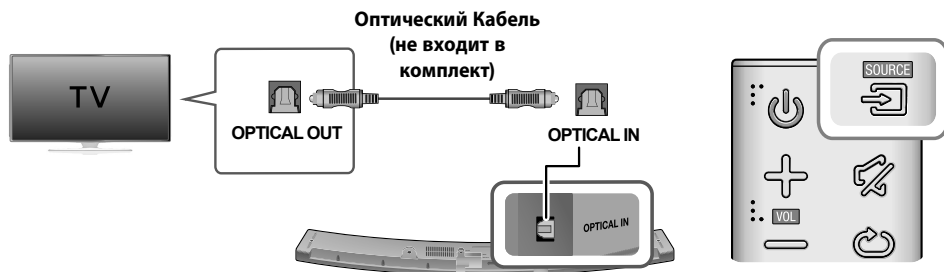 Оптический Кабель
(не входит в
комплект)
TV
OPTICAL OUT
OPTICAL IN
OPTICAL IN
SOURCE
VOL